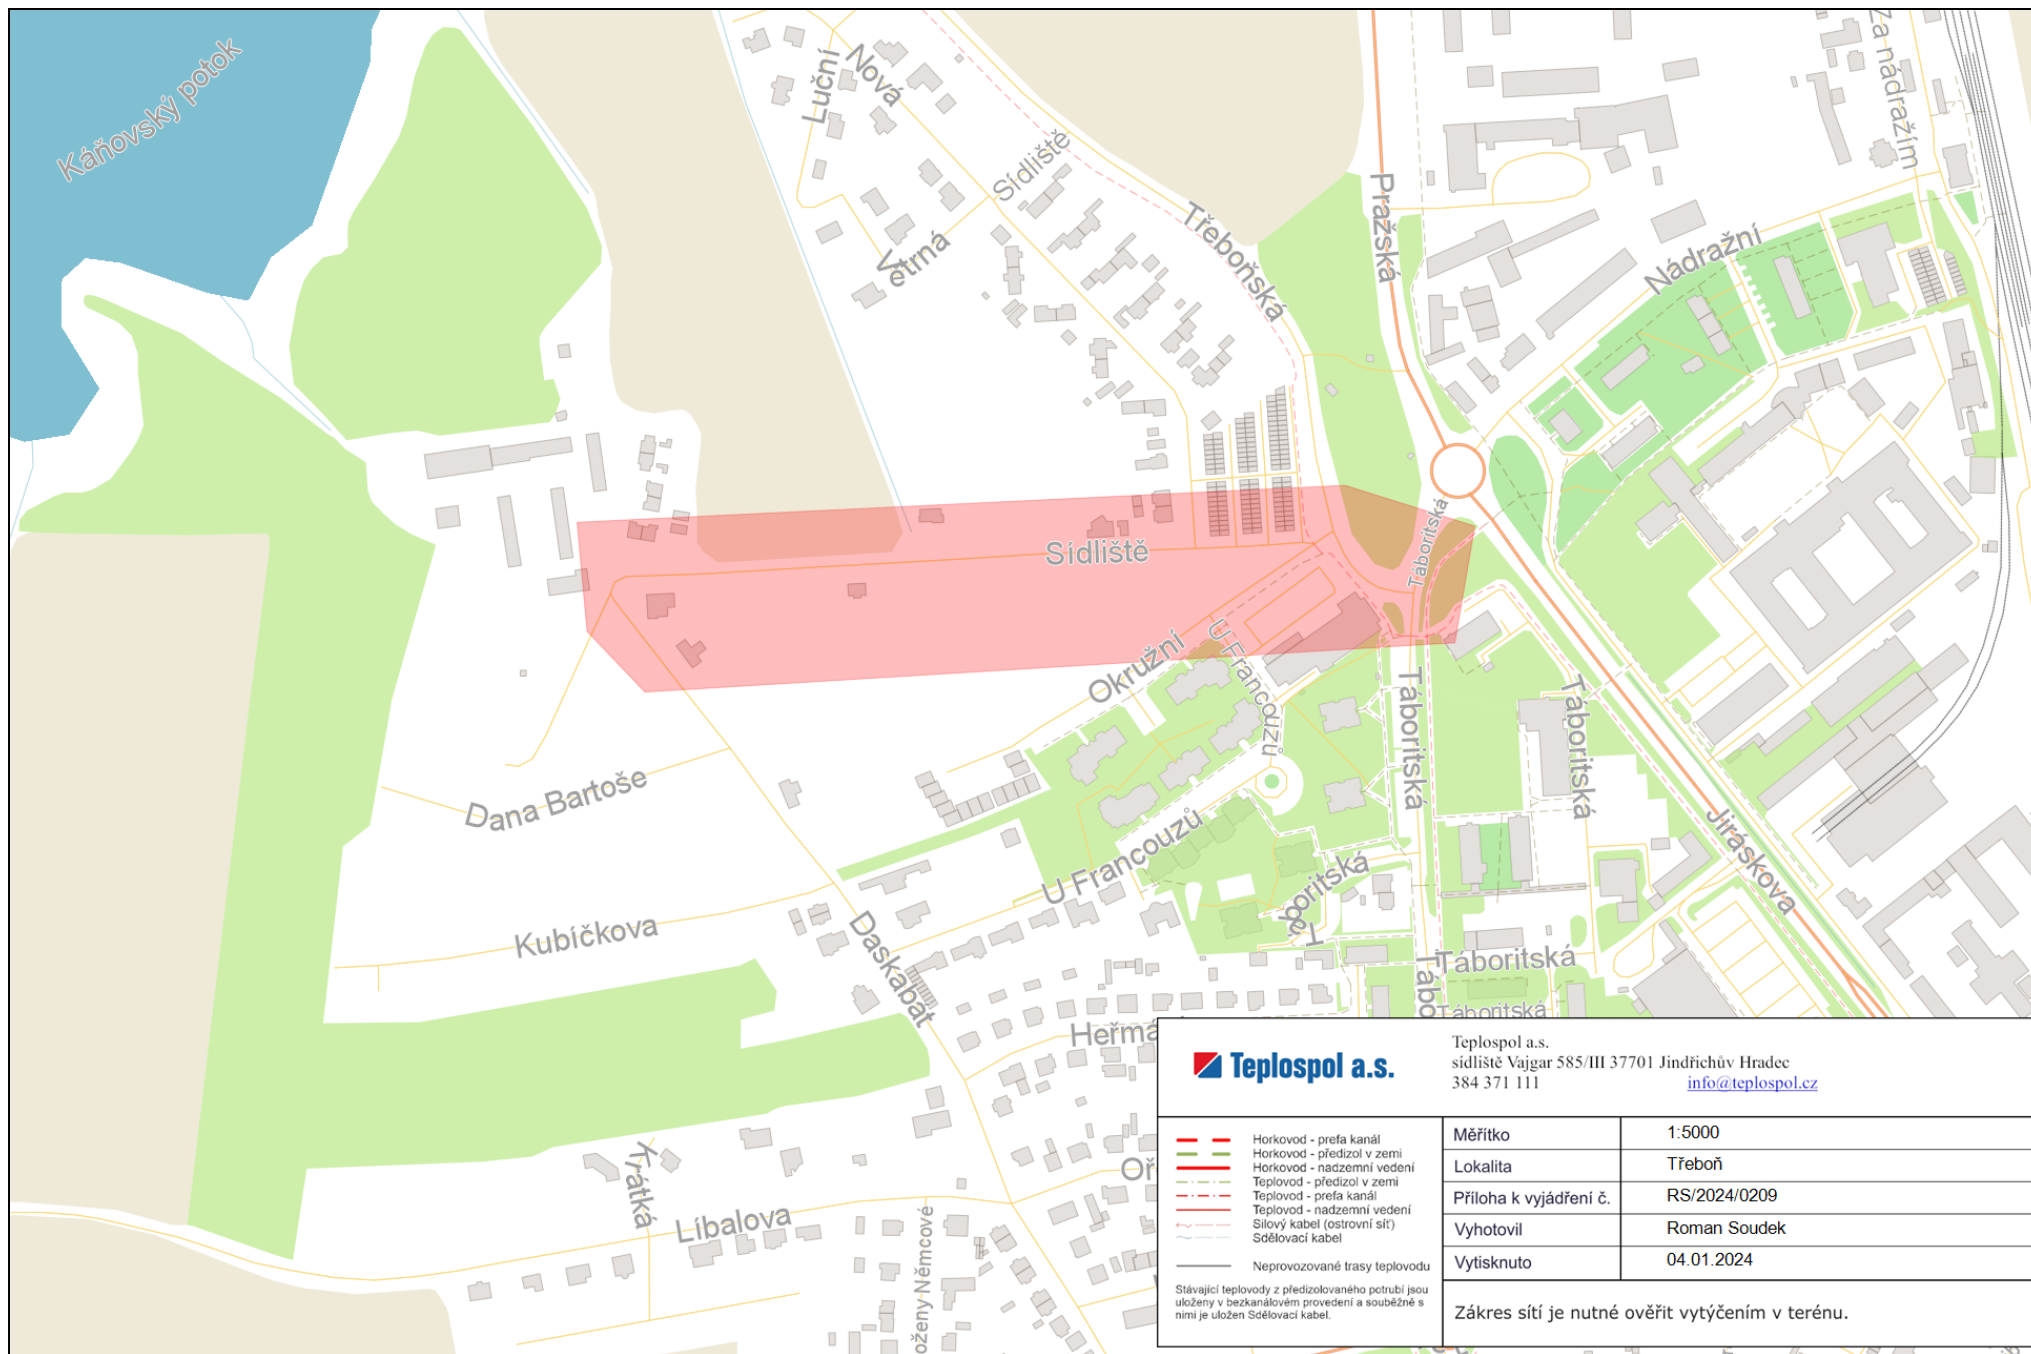 Káňovský potok
Luční
Nová
Sídliště
Větrná
Třeboňská
Pražská
Za nádražím
Nádražní
Sídliště
Táboritská
Okružní
U Francouzů
Táboritská
Táboritská
Jiráskova
Dana Bartoše
U Francouzů
Táboritská
Kubíčkova
Daskabát
Táboritská
Tábo
Táboritská
Heřma
Krátká
Líbalova
oženy Němcové
Teplospol a.s.
Teplospol a.s.
sídliště Vajgar 585/III 37701 Jindřichův Hradec
384 371 111 info@teplospol.cz
Horkovod - prefa kanál
Horkovod - předizol v zemi
Horkovod - nadzemní vedení
Teplovod - předizol v zemi
Teplovod - prefa kanál
Teplovod - nadzemní vedení
Silový kabel (ostrovní síť)
Sdělovací kabel
Neprovozované trasy teplovodu
Stávající teplovody z předizolovaného potrubí jsou
uloženy v bezkanálovém provedení a souběžně s
nimi je uložen Sdělovací kabel.
Měřítko 1:5000
Lokalita Třeboň
Příloha k vyjádření č. RS/2024/0209
Vyhotovil Roman Soudek
Vytisknuto 04.01.2024
Zákres sítí je nutné ověřit vytýčením v terénu.